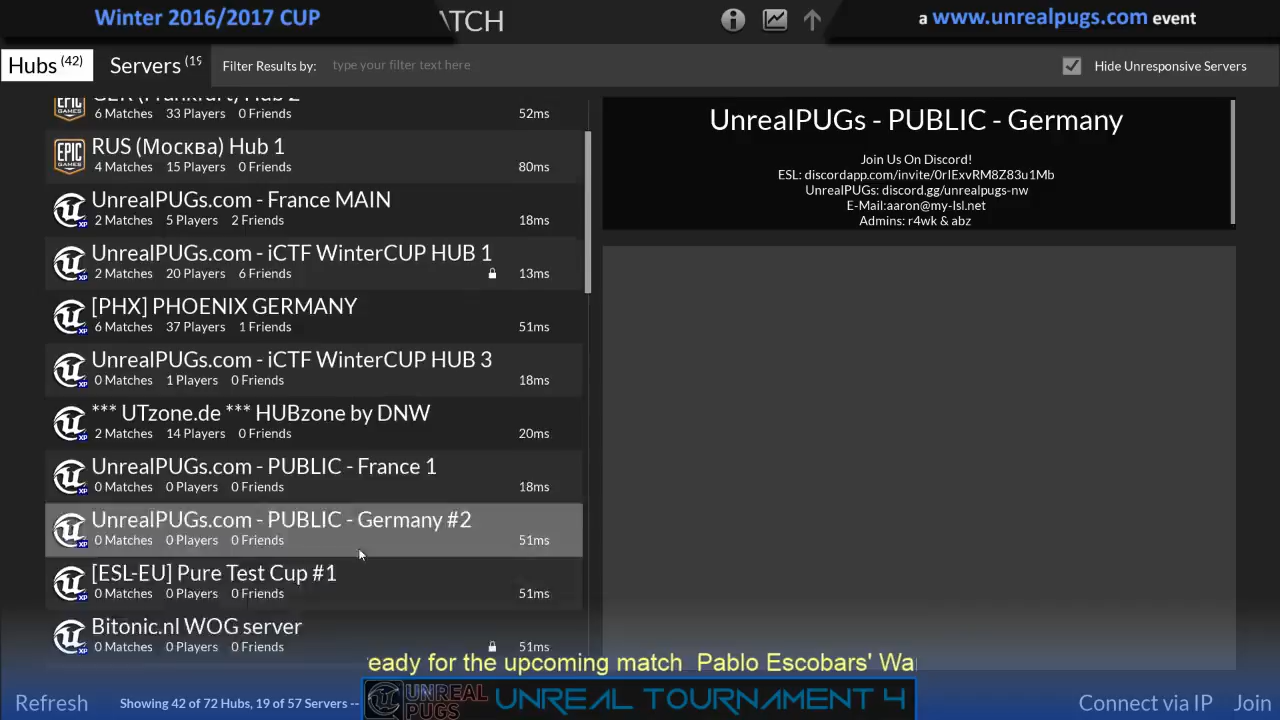 Winter 2016/2017 CUP
ATCH
a www.unrealpugs.com event
Hubs (42)
Servers (19
Filter Results by:
type your filter text here
Hide Unresponsive Servers
GER (Frankfurt) Hub 2
6 Matches 33 Players 0 Friends 52ms
RUS (Москва) Hub 1
4 Matches 15 Players 0 Friends 80ms
UnrealPUGs.com - France MAIN
2 Matches 5 Players 2 Friends 18ms
UnrealPUGs.com - iCTF WinterCUP HUB 1
2 Matches 20 Players 6 Friends 13ms
[PHX] PHOENIX GERMANY
6 Matches 37 Players 1 Friends 51ms
UnrealPUGs.com - iCTF WinterCUP HUB 3
0 Matches 1 Players 0 Friends 18ms
*** UTzone.de *** HUBzone by DNW
2 Matches 14 Players 0 Friends 20ms
UnrealPUGs.com - PUBLIC - France 1
0 Matches 0 Players 0 Friends 18ms
UnrealPUGs.com - PUBLIC - Germany #2
0 Matches 0 Players 0 Friends 51ms
[ESL-EU] Pure Test Cup #1
0 Matches 0 Players 0 Friends 51ms
Bitonic.nl WOG server
0 Matches 0 Players 0 Friends 51ms
UnrealPUGs - PUBLIC - Germany
Join Us On Discord!
ESL: discordapp.com/invite/0rIExvRM8Z83u1Mb
UnrealPUGs: discord.gg/unrealpugs-nw
E-Mail:aaron@my-lsl.net
Admins: r4wk & abz
eady for the upcoming match Pablo Escobars' Wa
Refresh
Showing 42 of 72 Hubs, 19 of 57 Servers --
UNREAL PUGS
UNREAL TOURNAMENT 4
Connect via IP
Join